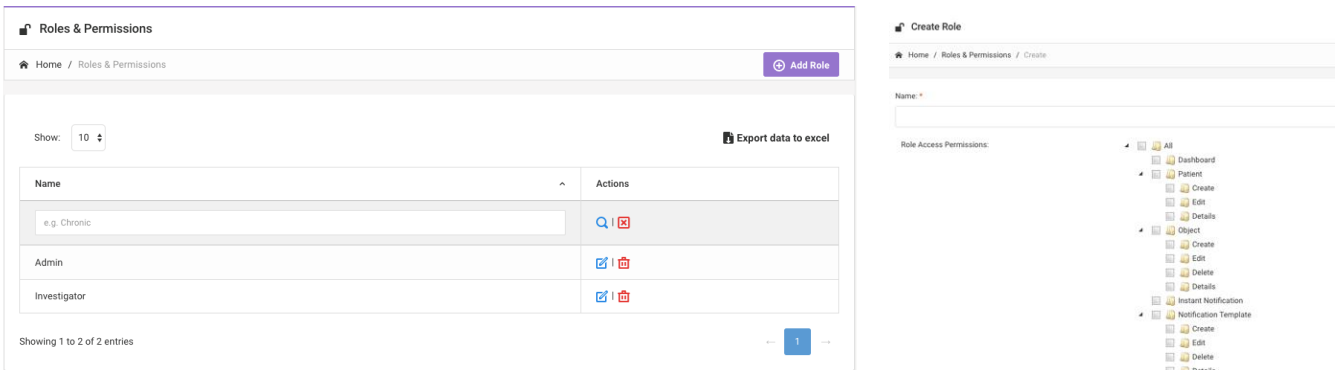 Roles & Permissions
Home / Roles & Permissions
Add Role
Show: 10
Export data to excel
Name Actions
e.g. Chronic
|
Admin |
Investigator |
Showing 1 to 2 of 2 entries
← 1 →
Create Role
Home / Roles & Permissions / Create
Name: *
Role Access Permissions:
All
Dashboard
Patient
Create
Edit
Details
Object
Create
Edit
Delete
Details
Instant Notification
Notification Template
Create
Edit
Delete
Details